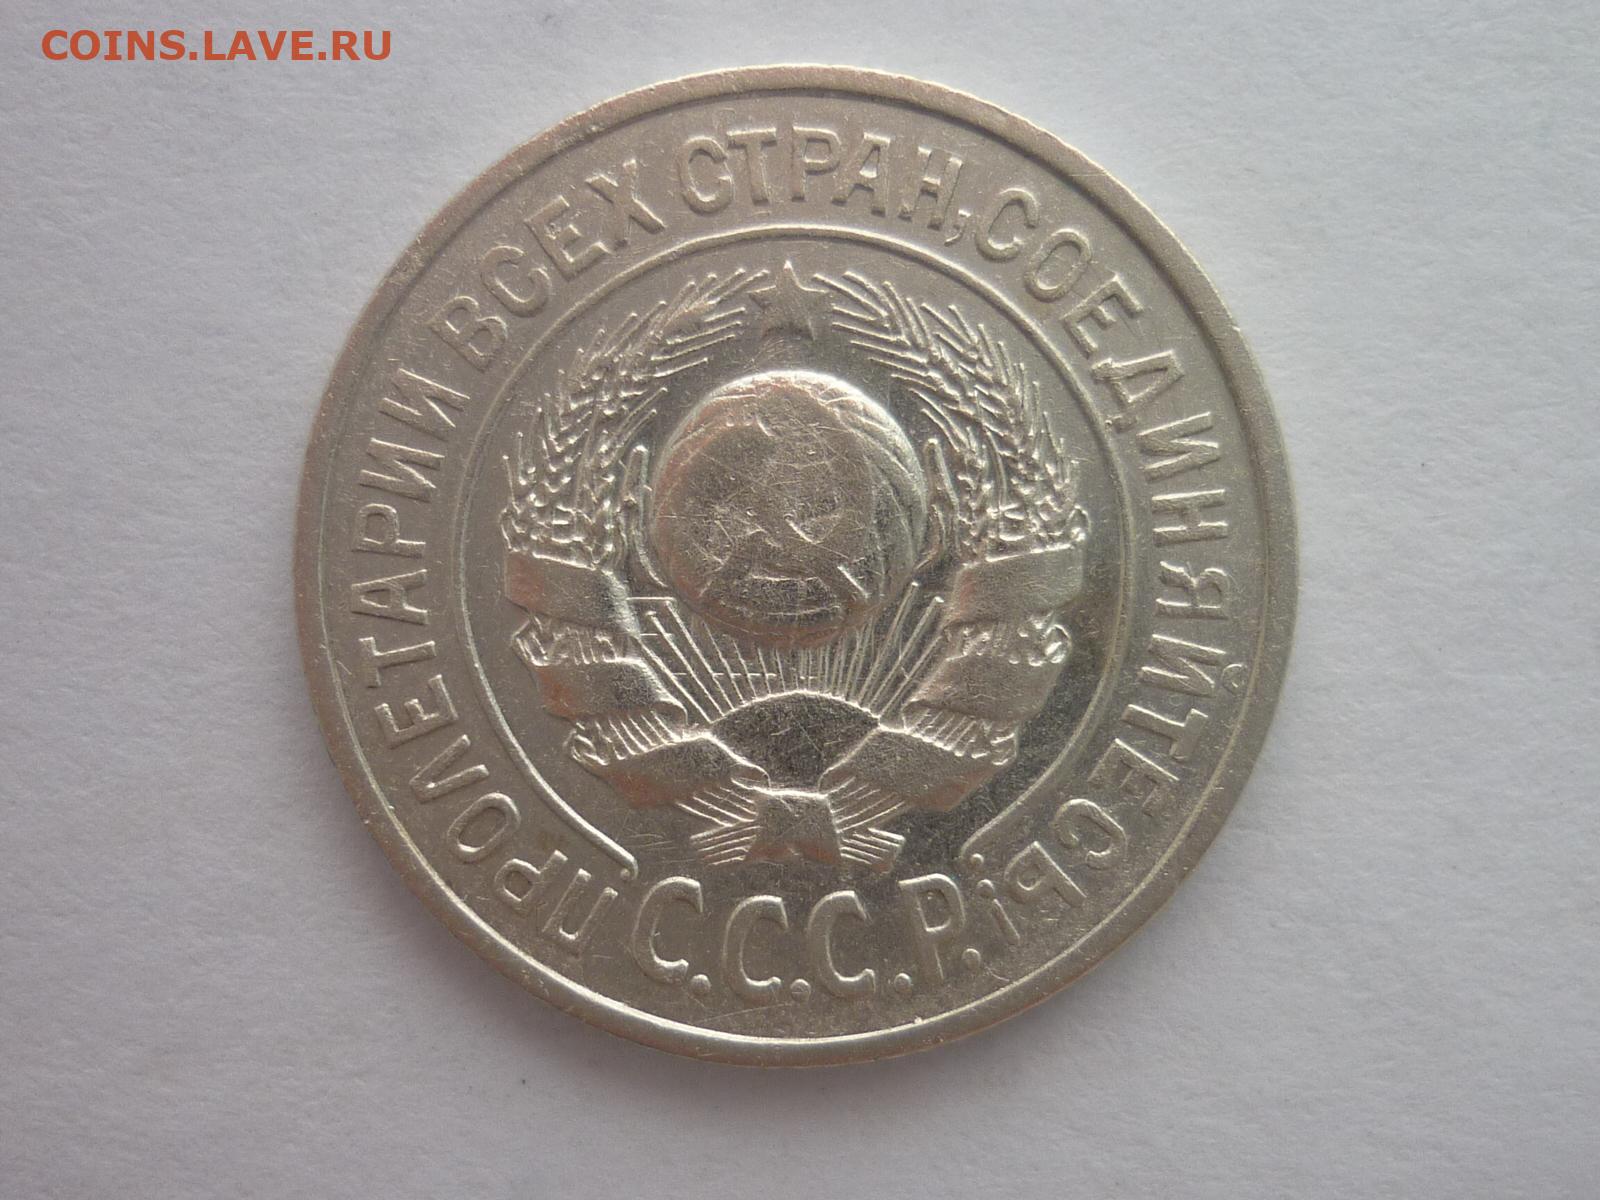 COINS.LAVE.RU
ПРОЛЕТАРИИ ВСЕХ СТРАН, СОЕДИНЯЙТЕСЬ!
С.С.С.Р.